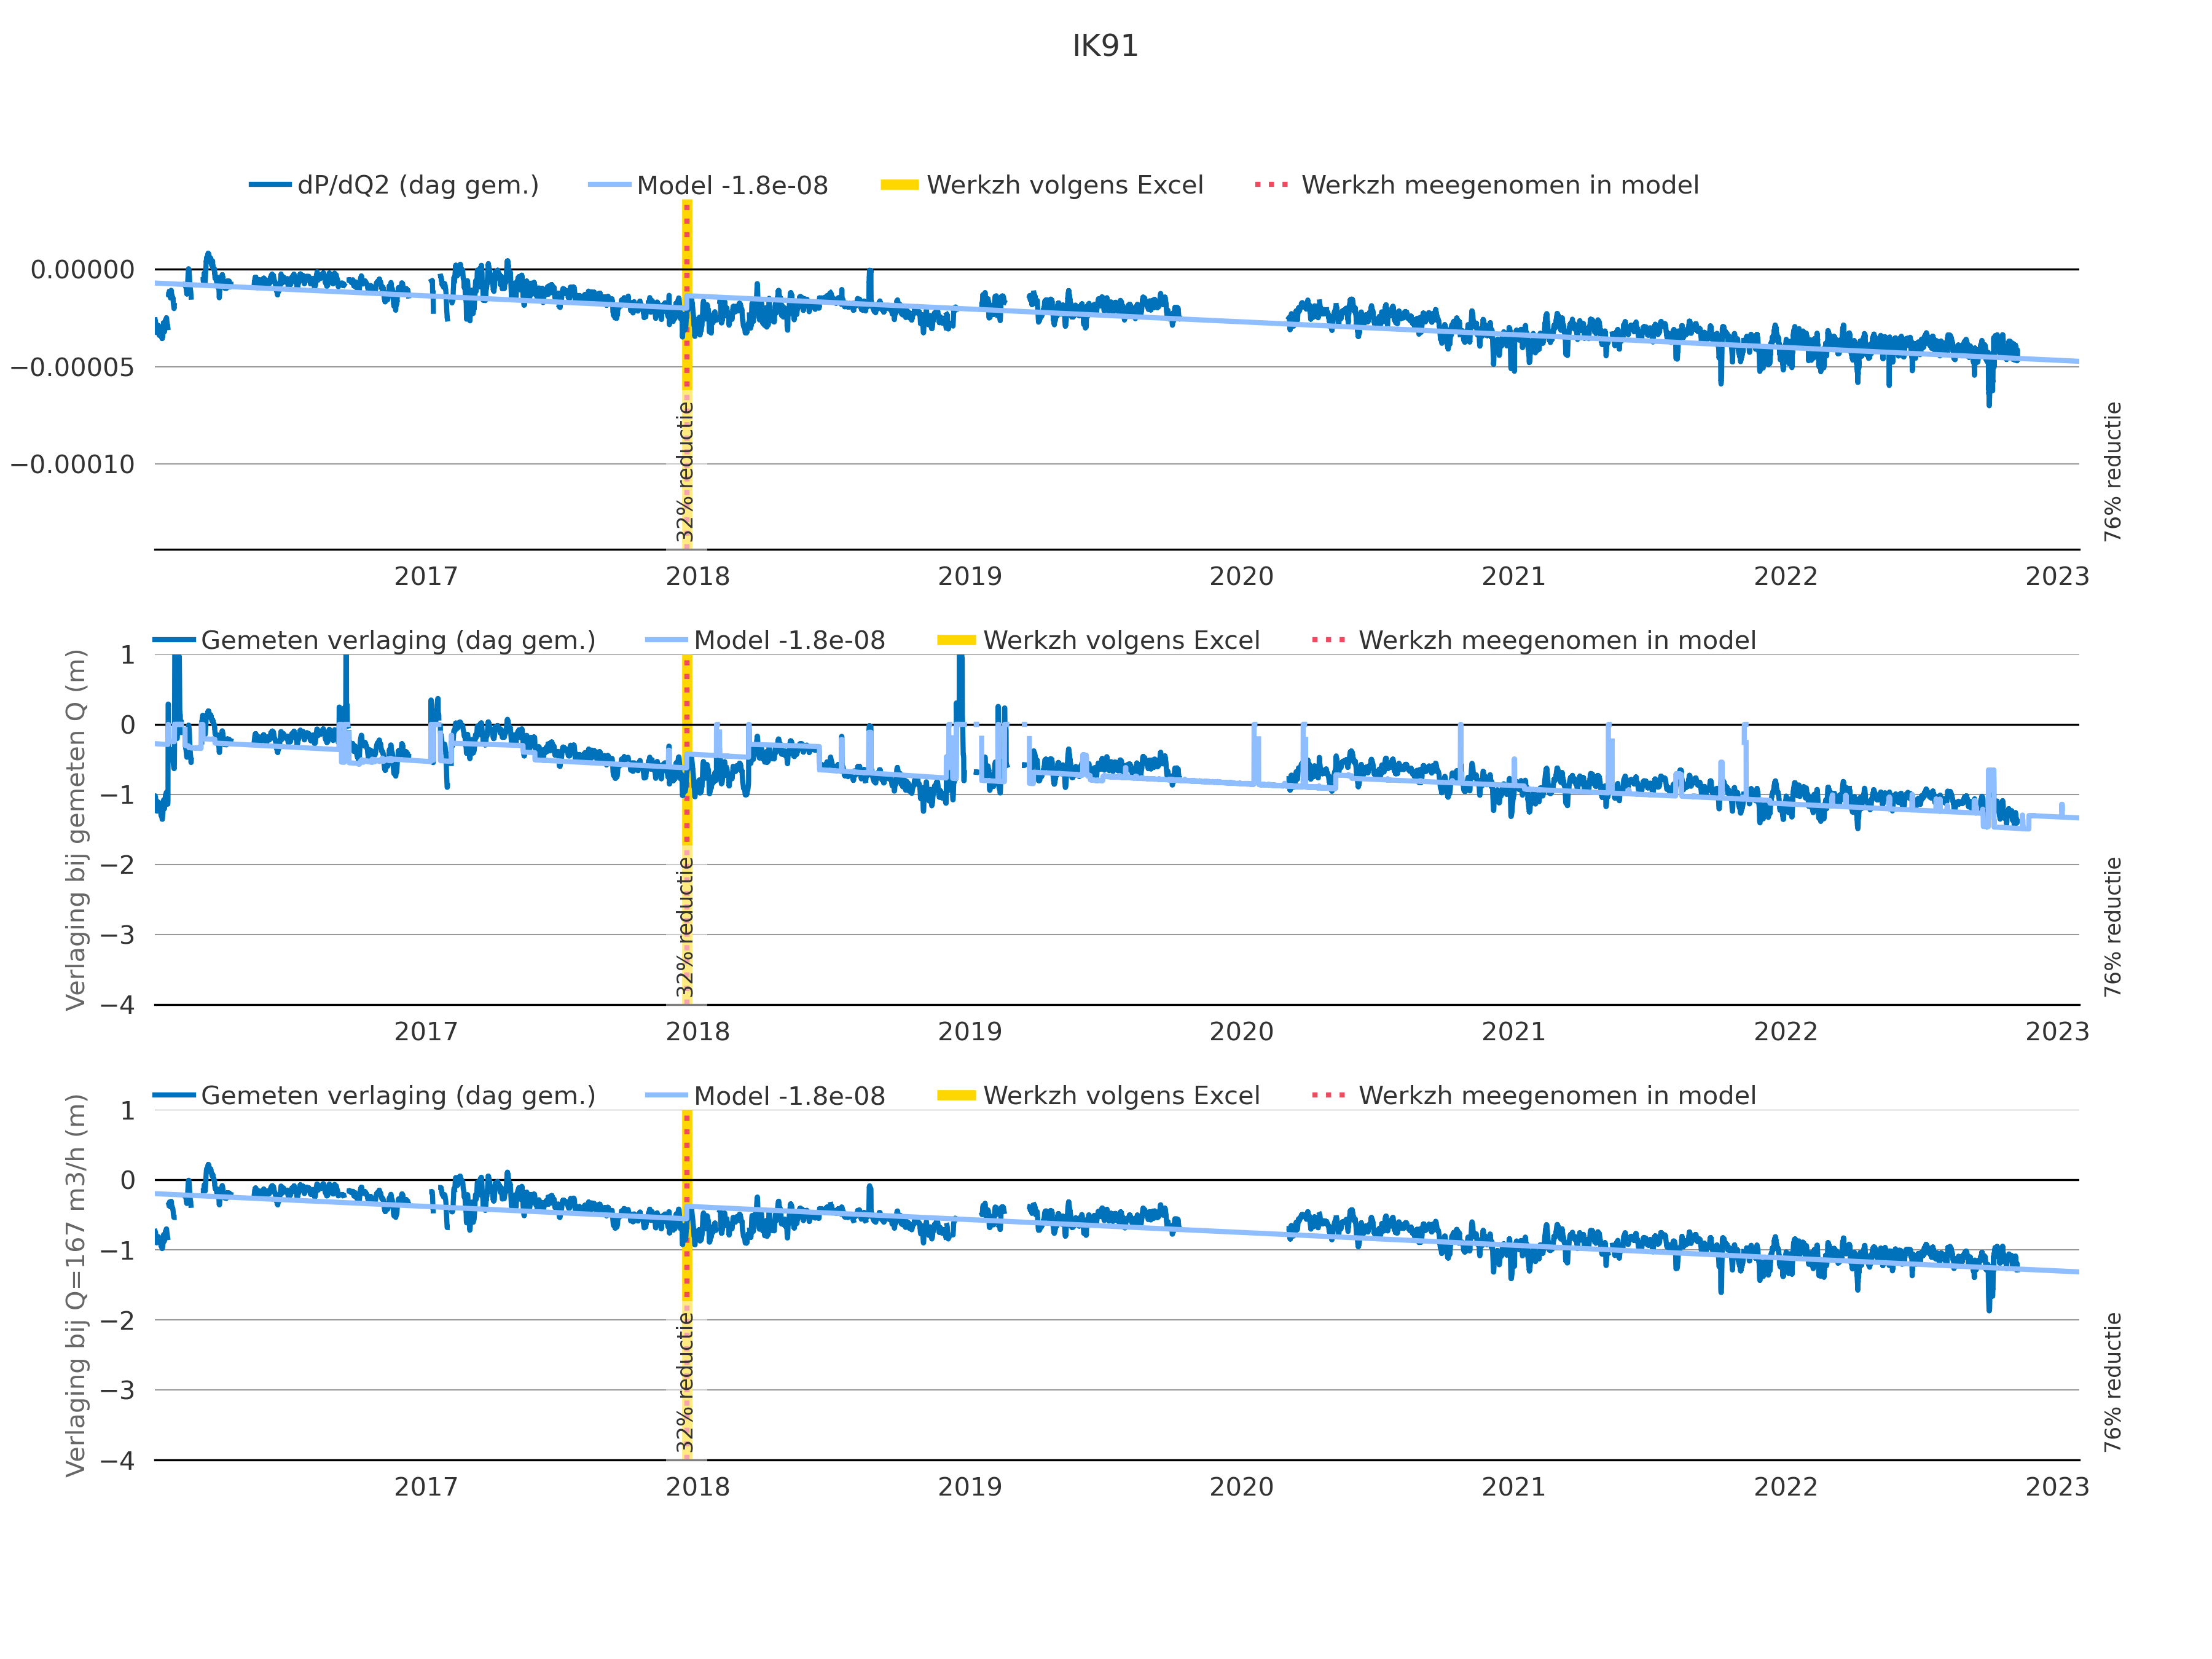 IK91
dP/dQ2 (dag gem.) Model -1.8e-08 Werkzh volgens Excel Werkzh meegenomen in model
0.00000
−0.00005
−0.00010
32% reductie
76% reductie
2017 2018 2019 2020 2021 2022 2023
Gemeten verlaging (dag gem.) Model -1.8e-08 Werkzh volgens Excel Werkzh meegenomen in model
Verlaging bij gemeten Q (m)
1
0
−1
−2
−3
−4
32% reductie
76% reductie
2017 2018 2019 2020 2021 2022 2023
Gemeten verlaging (dag gem.) Model -1.8e-08 Werkzh volgens Excel Werkzh meegenomen in model
Verlaging bij Q=167 m3/h (m)
1
0
−1
−2
−3
−4
32% reductie
76% reductie
2017 2018 2019 2020 2021 2022 2023